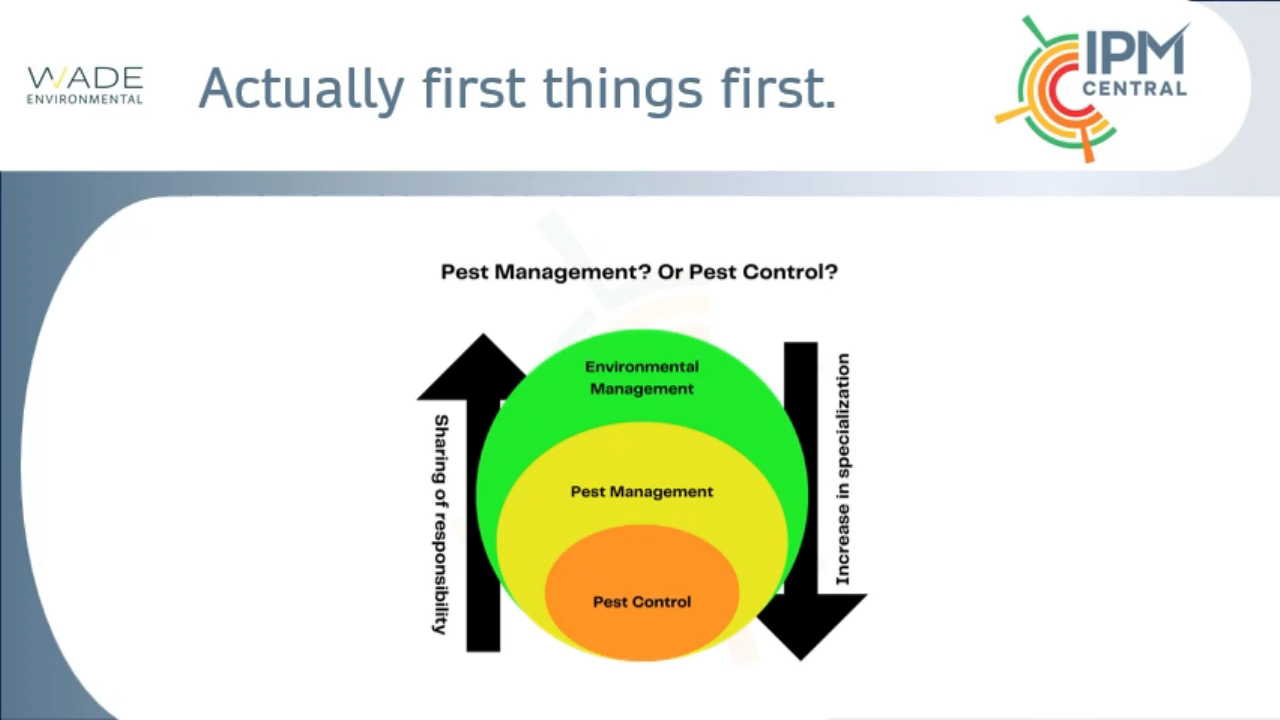 WADE
ENVIRONMENTAL
Actually first things first.
IPM
CENTRAL
Pest Management? Or Pest Control?
Environmental
Management
Sharing of responsibility
Increase in specialization
Pest Management
Pest Control